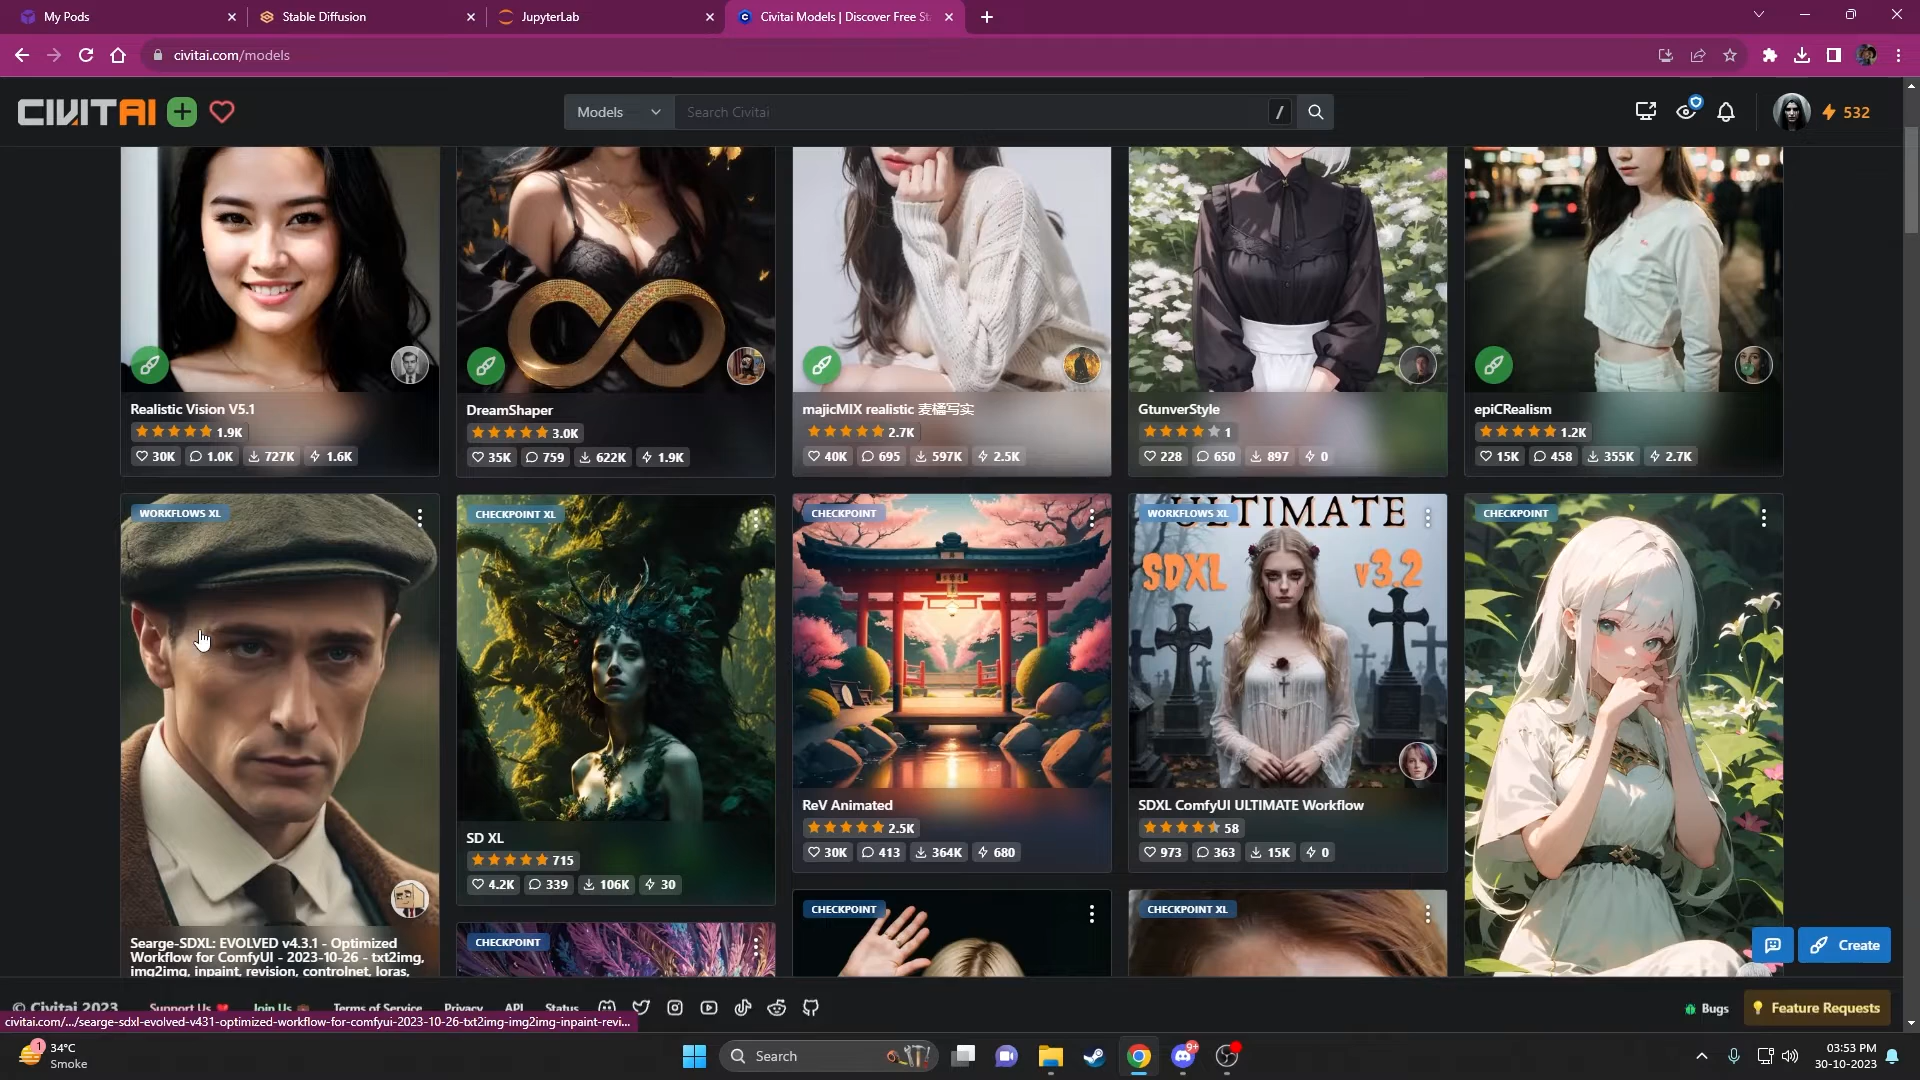 My Pods
Stable Diffusion
JupyterLab
Civitai Models | Discover Free St
civitai.com/models
CIVITAI
Models
Search Civitai
/
532
Realistic Vision V5.1
1.9K
30K 1.0K 727K 1.6K
DreamShaper
3.0K
35K 759 622K 1.9K
majicMIX realistic 麦橘写实
2.7K
40K 695 597K 2.5K
GtunverStyle
1
228 650 897 0
epiCRealism
1.2K
15K 458 355K 2.7K
WORKFLOWS XL
Searge-SDXL: EVOLVED v4.3.1 - Optimized
Workflow for ComfyUI - 2023-10-26 - txt2img,
img2img, inpaint, revision, controlnet, loras,
CHECKPOINT XL
SD XL
715
4.2K 339 106K 30
CHECKPOINT
ReV Animated
2.5K
30K 413 364K 680
WORKFLOWS XL
ULTIMATE
SDXL v3.2
SDXL ComfyUI ULTIMATE Workflow
58
973 363 15K 0
CHECKPOINT
CHECKPOINT
CHECKPOINT
CHECKPOINT XL
Create
© Civitai 2023
Support Us
Join Us
Terms of Service
Privacy
API
Status
Bugs
Feature Requests
civitai.com/.../searge-sdxl-evolved-v431-optimized-workflow-for-comfyui-2023-10-26-txt2img-img2img-inpaint-revi...
1
34°C
Smoke
Search
9+
03:53 PM
30-10-2023